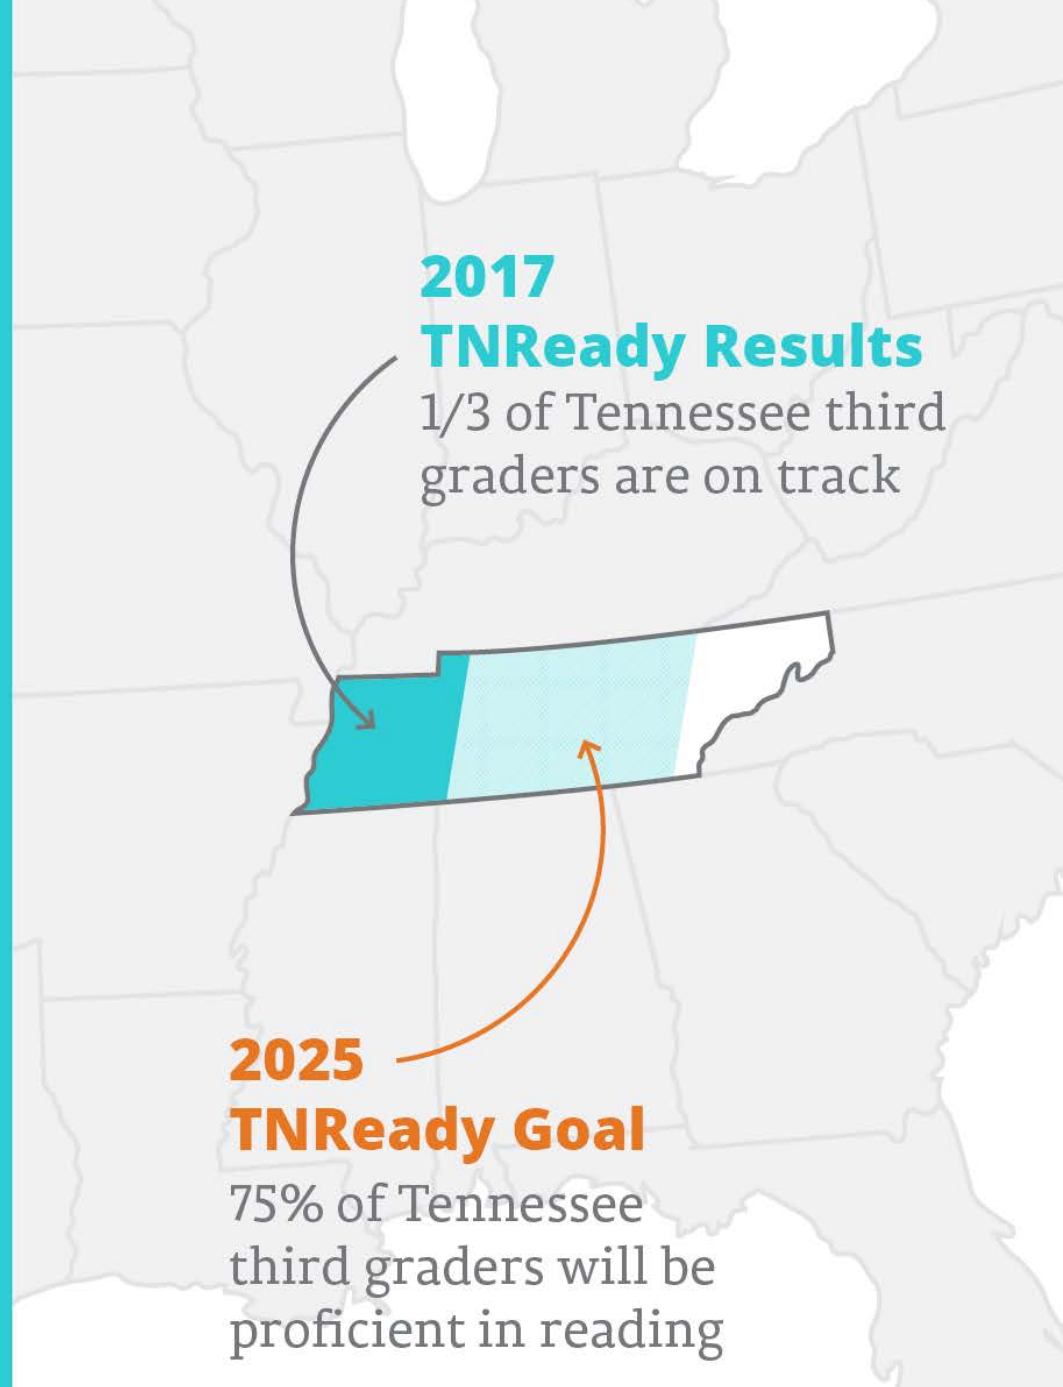 2017
TNReady Results
1/3 of Tennessee third
graders are on track
2025
TNReady Goal
75% of Tennessee
third graders will be
proficient in reading